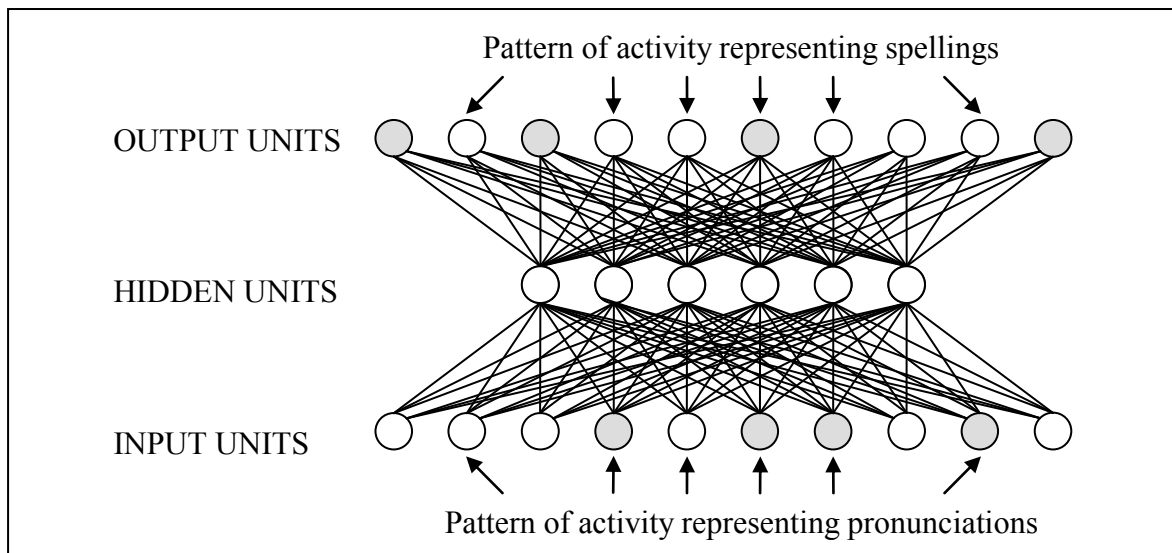 Pattern of activity representing spellings
OUTPUT UNITS
HIDDEN UNITS
INPUT UNITS
Pattern of activity representing pronunciations